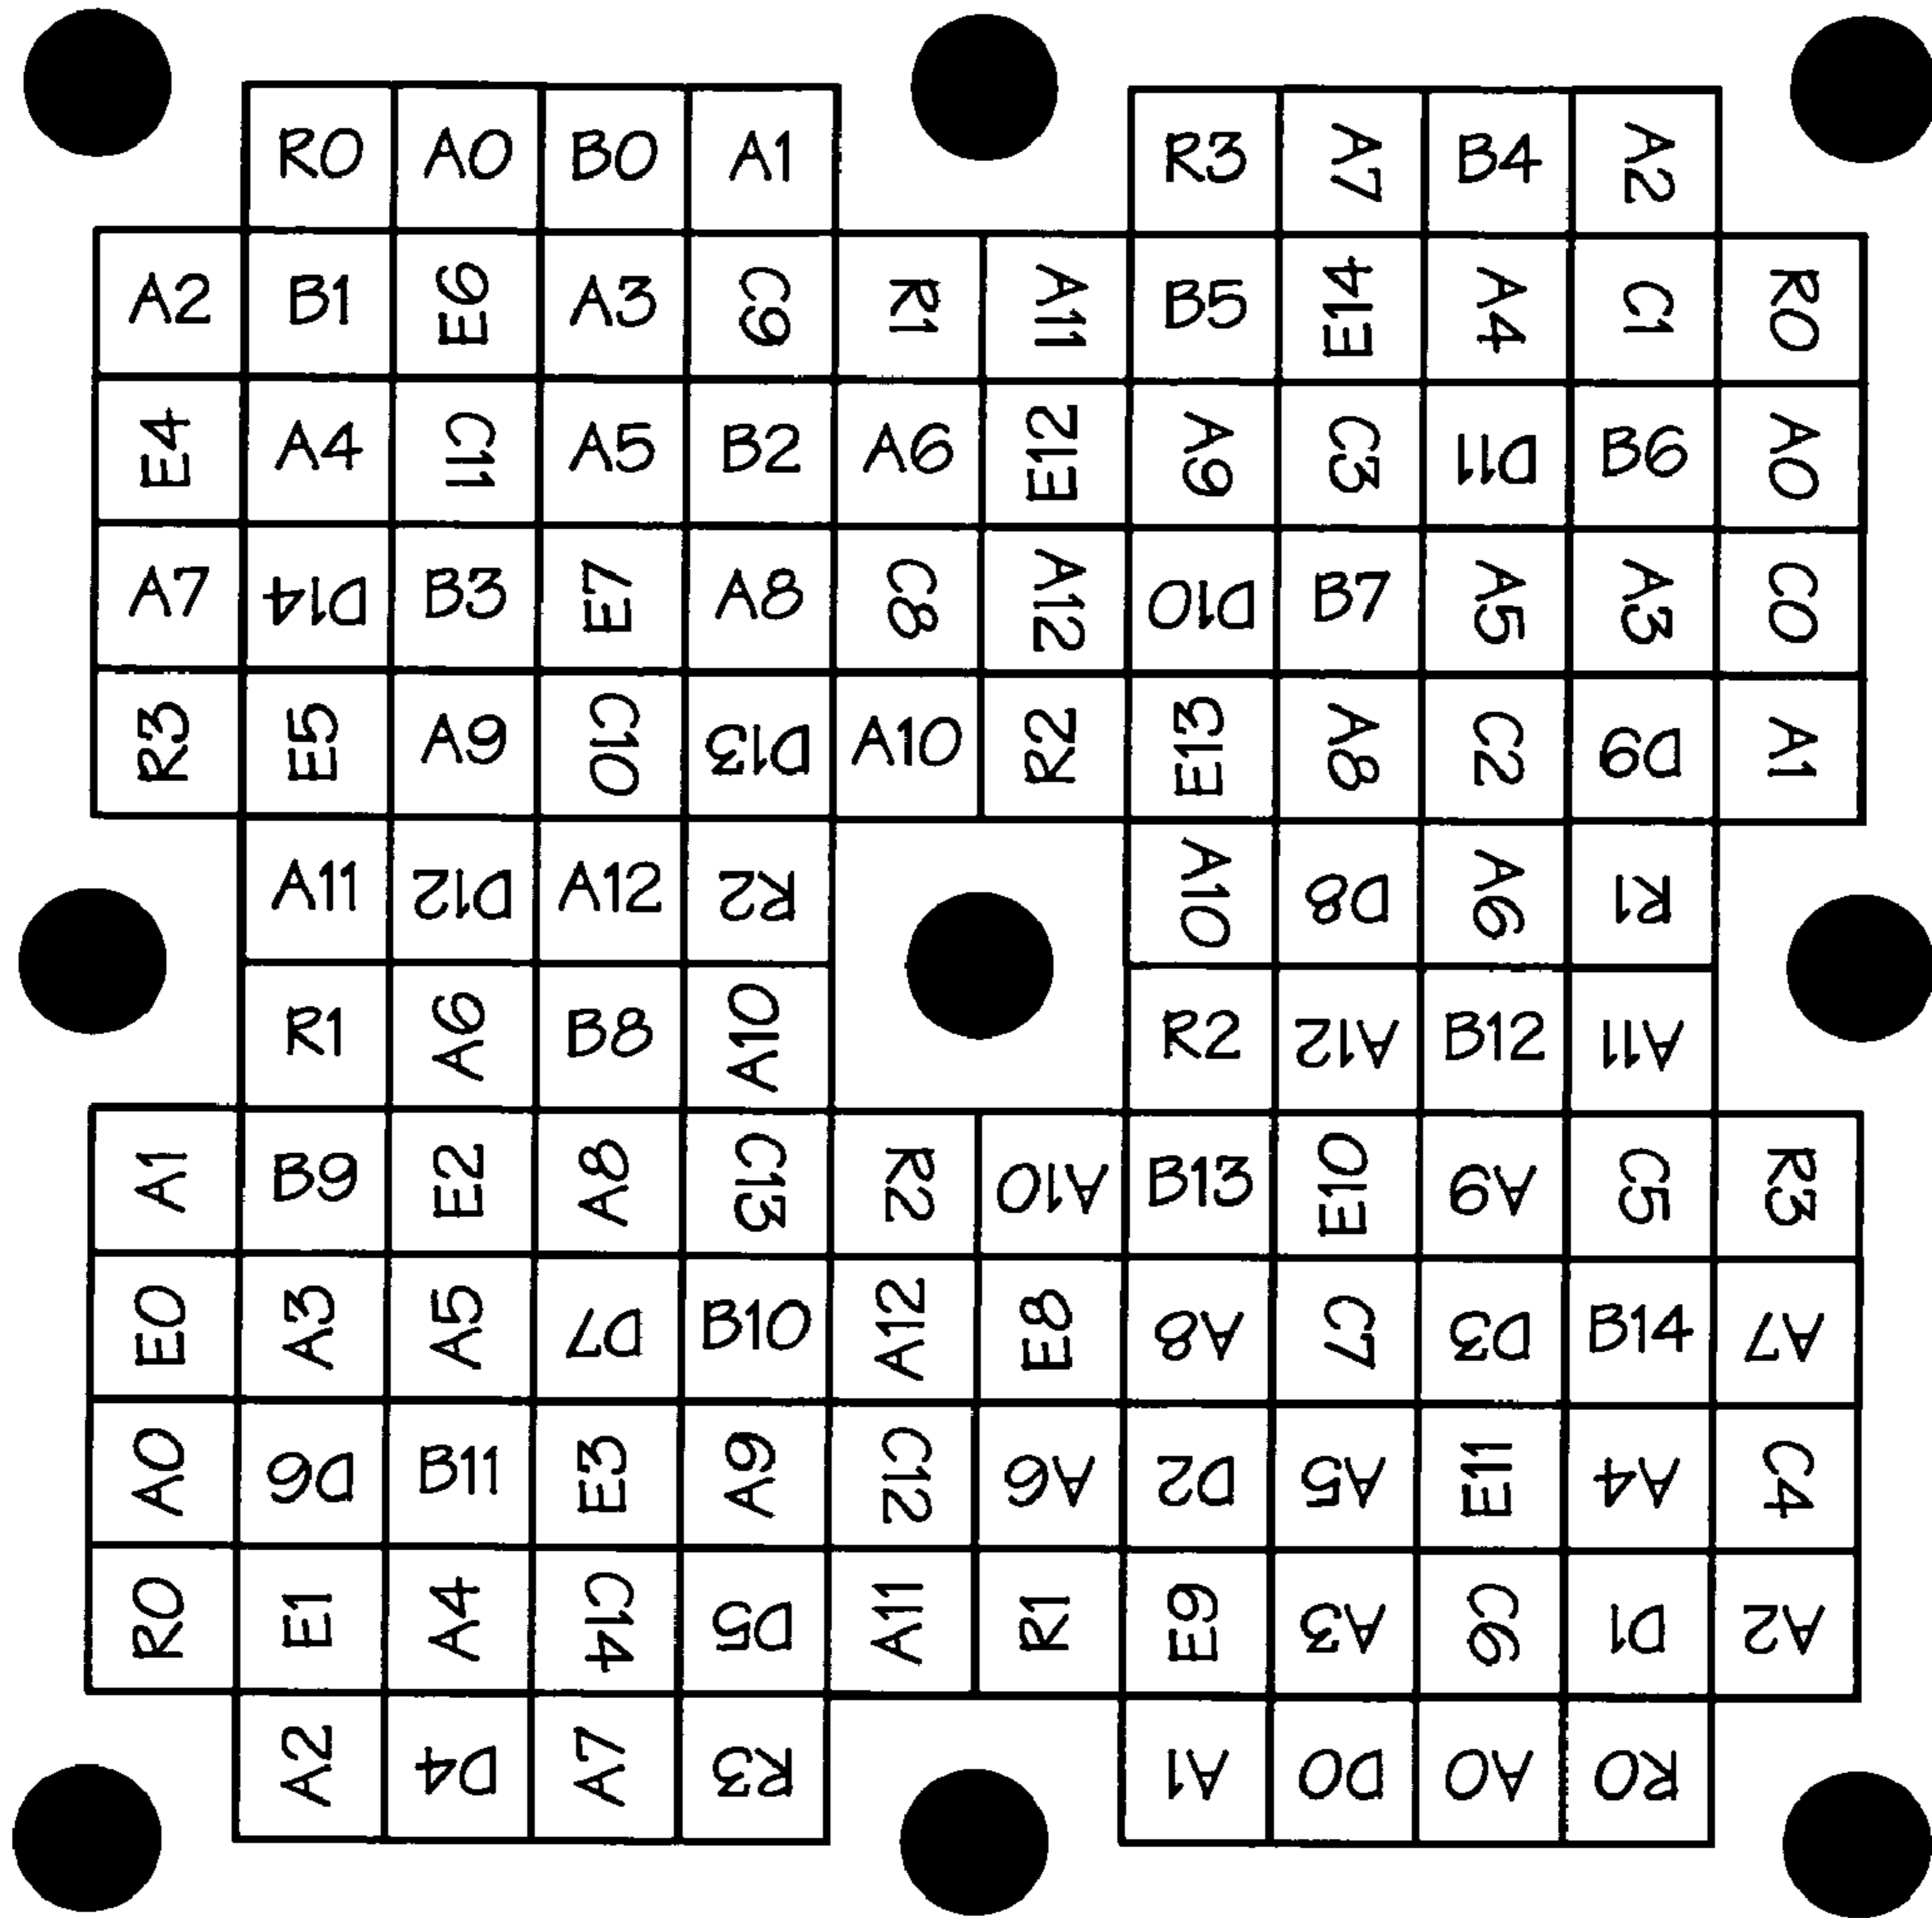 R0 A0 B0 A1 R3 A7 B4 A2
A2 B1 E6 A3 C9 R1 A11 B5 E14 A4 C1 R0
E4 A4 C11 A5 B2 A6 E12 A9 C3 D11 B6 A0
A7 D14 B3 E7 A8 C8 A12 D10 B7 A5 A3 C0
R3 E5 A9 C10 D13 A10 R2 E13 A8 C2 D9 A1
A11 D12 A12 R2 A10 D8 A6 R1
R1 A6 B8 A10 R2 A12 B12 A11
A1 B9 E2 A8 C13 R2 A10 B13 E10 A9 C5 R3
E0 A3 A5 D7 B10 A12 E8 A8 C7 D3 B14 A7
A0 D6 B11 E3 A9 C12 A6 D2 A5 E11 A4 C4
R0 E1 A4 C14 D5 A11 R1 E9 A3 C6 D1 A2
A2 D4 A7 R3 A1 D0 A0 R0